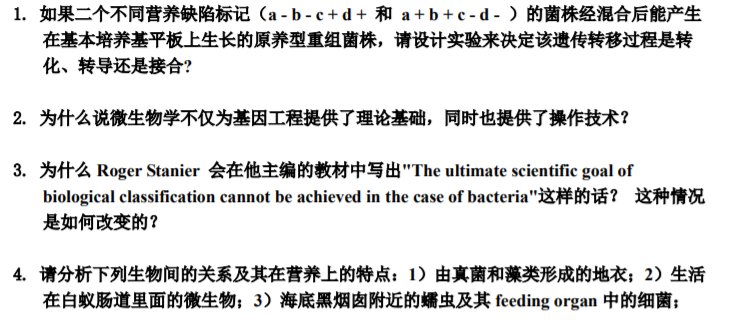 1. 如果二个不同营养缺陷标记（a - b - c + d + 和 a + b + c - d - ）的菌株经混合后能产生
在基本培养基平板上生长的原养型重组菌株，请设计实验来决定该遗传转移过程是转
化、转导还是接合?
2. 为什么说微生物学不仅为基因工程提供了理论基础，同时也提供了操作技术?
3. 为什么 Roger Stanier 会在他主编的教材中写出"The ultimate scientific goal of
biological classification cannot be achieved in the case of bacteria"这样的话？ 这种情况
是如何改变的?
4. 请分析下列生物间的关系及其在营养上的特点：1）由真菌和藻类形成的地衣；2）生活
在白蚁肠道里面的微生物；3）海底黑烟囱附近的蠕虫及其 feeding organ 中的细菌；